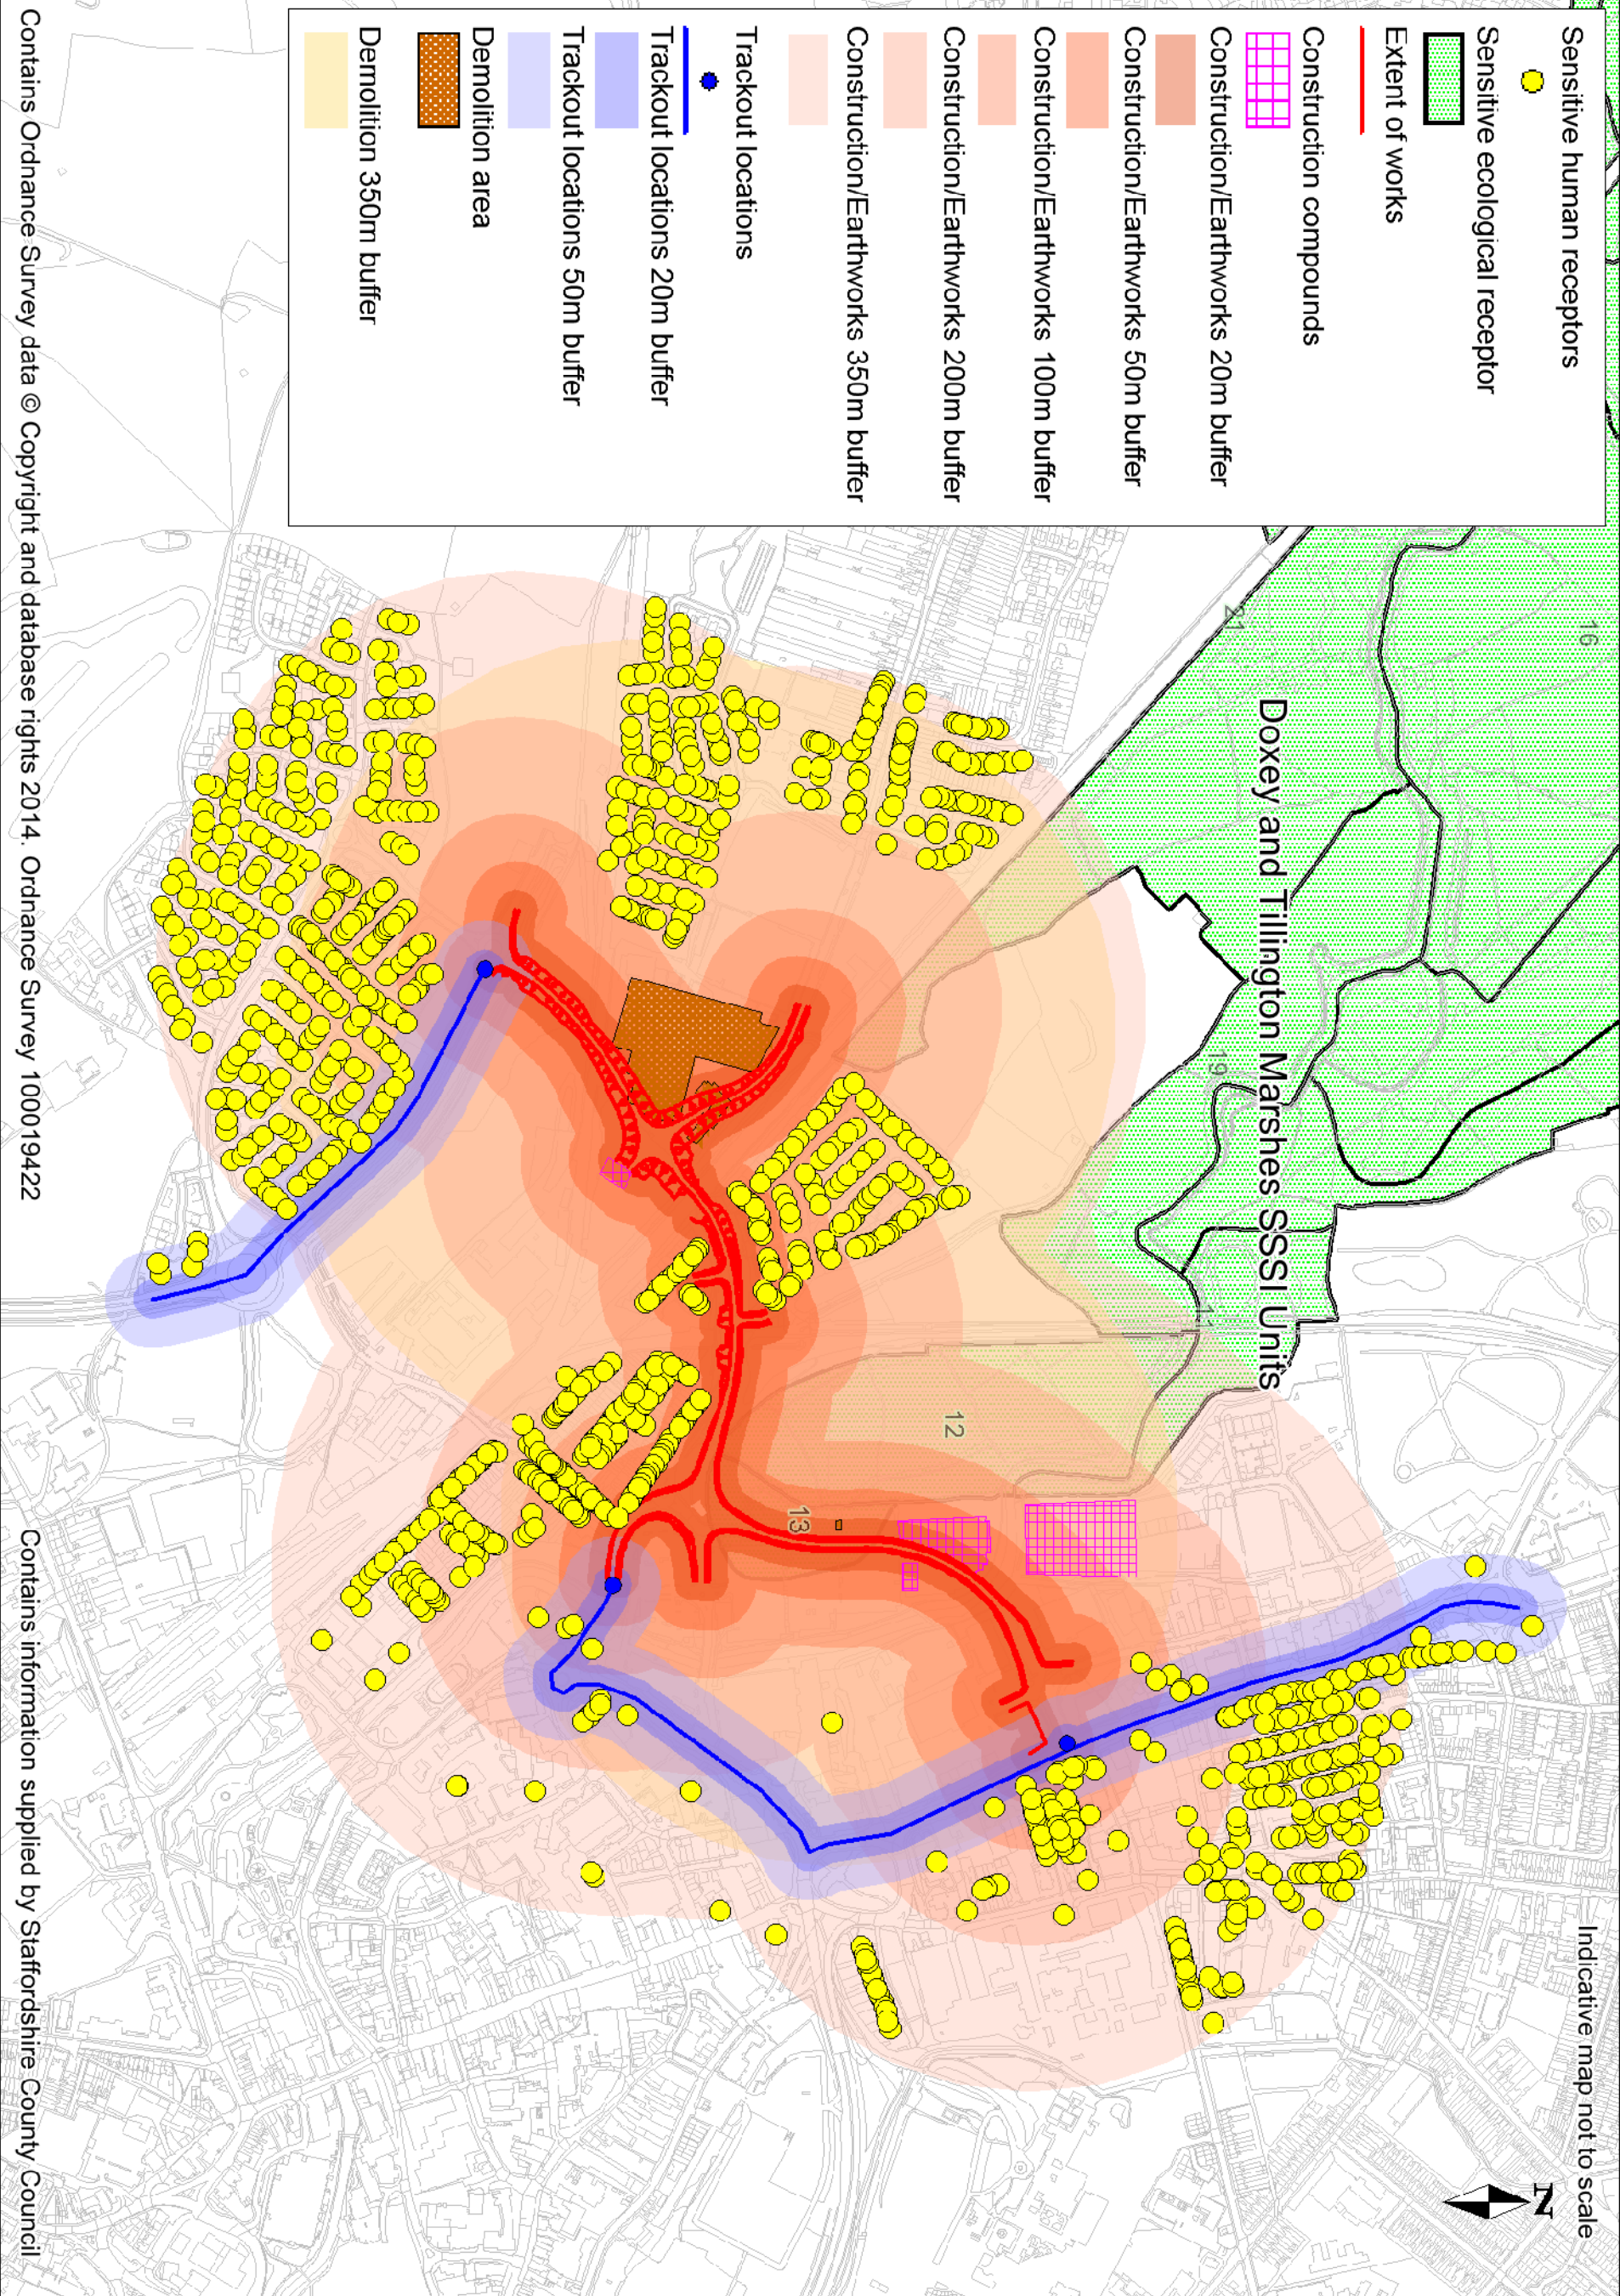 Indicative map not to scale
N
Sensitive human receptors
Sensitive ecological receptor
Extent of works
Construction compounds
Construction/Earthworks 20m buffer
Construction/Earthworks 50m buffer
Construction/Earthworks 100m buffer
Construction/Earthworks 200m buffer
Construction/Earthworks 350m buffer
Trackout locations
Trackout locations 20m buffer
Trackout locations 50m buffer
Demolition area
Demolition 350m buffer
16
21
Doxey and Tillington Marshes SSSI Units
19
11
12
13
Contains Ordnance Survey data © Copyright and database rights 2014. Ordnance Survey 100019422
Contains information supplied by Staffordshire County Council